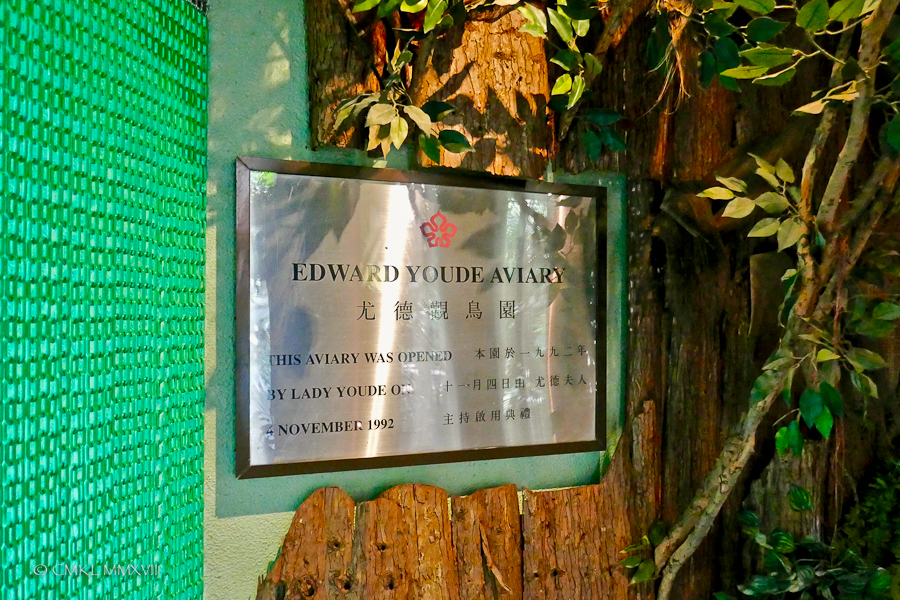 EDWARD YOUDE AVIARY
尤德觀鳥園
THIS AVIARY WAS OPENED
BY LADY YOUDE ON
4 NOVEMBER 1992
本園於一九九二年
十一月四日由 尤德夫人
主持啟用典禮
© CMKL MMXVII